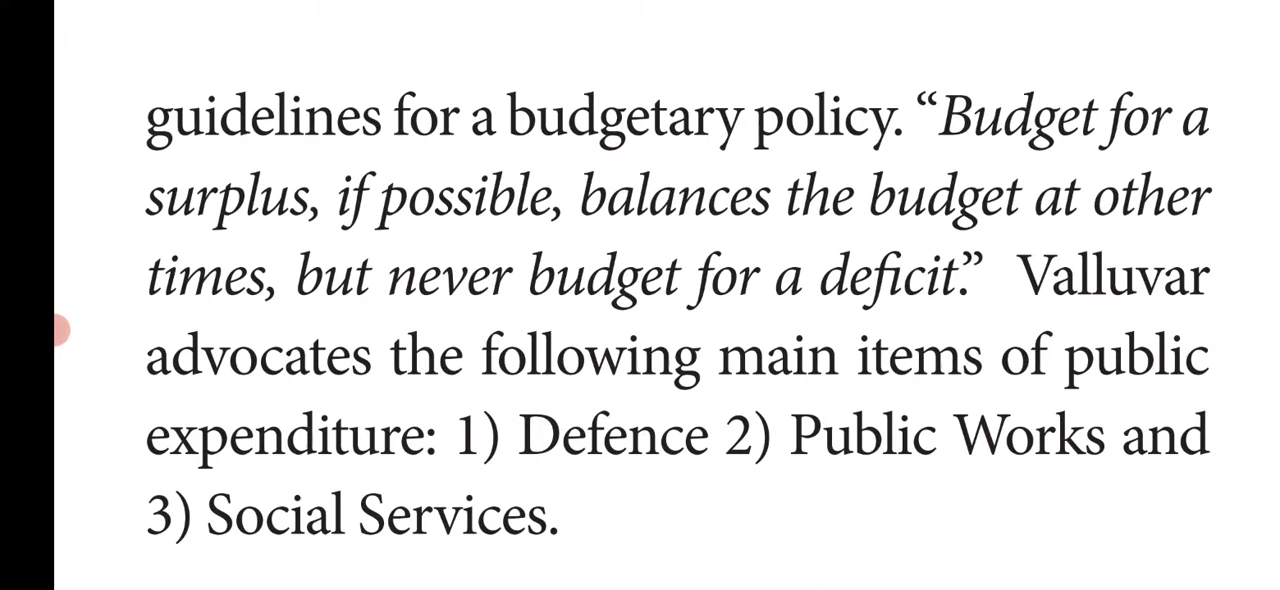 guidelines for a budgetary policy. “Budget for a
surplus, if possible, balances the budget at other
times, but never budget for a deficit.” Valluvar
advocates the following main items of public
expenditure: 1) Defence 2) Public Works and
3) Social Services.